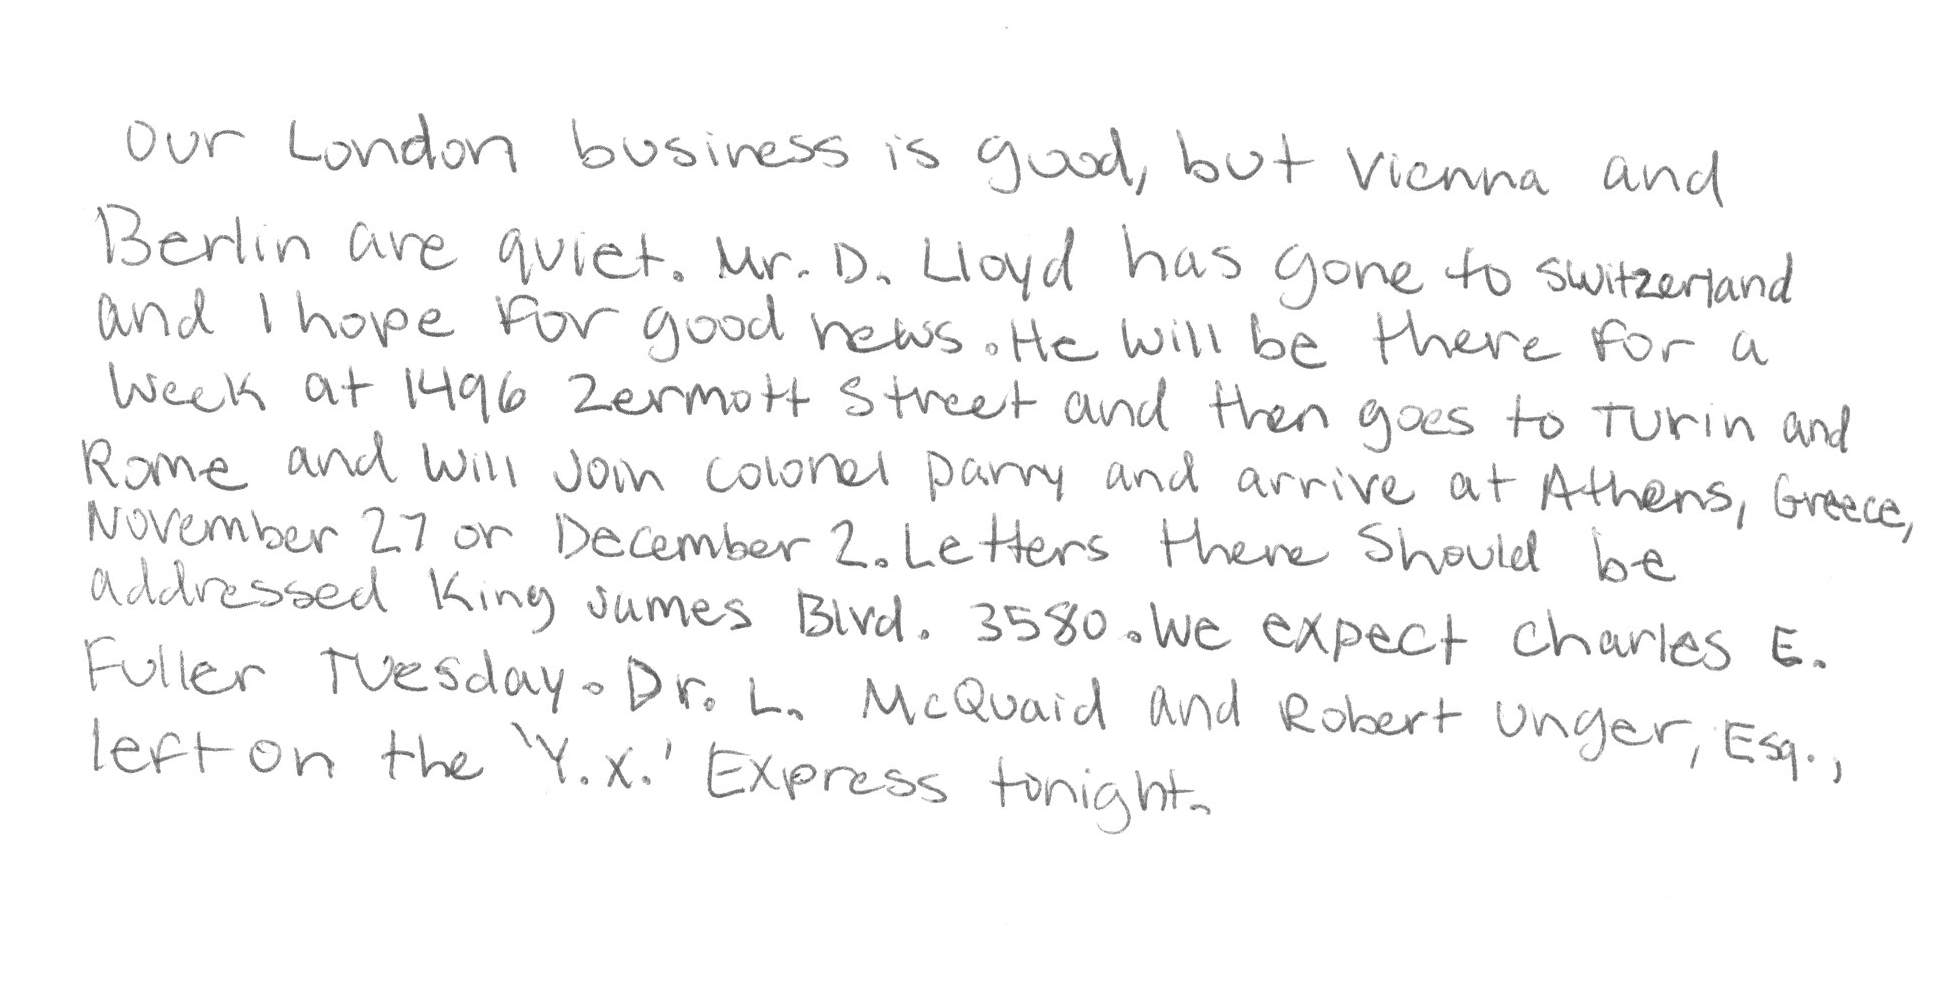 Our London business is good, but Vienna and
Berlin are quiet. Mr. D. Lloyd has gone to Switzerland
and I hope for good news. He will be there for a
week at 1496 Zermott Street and then goes to Turin and
Rome and will join Colonel Parry and arrive at Athens, Greece,
November 27 or December 2. Letters there should be
addressed King James Blvd. 3580. We expect Charles E.
Fuller Tuesday. Dr. L. McQuaid and Robert Unger, Esq.,
left on the 'Y.X.' Express tonight.